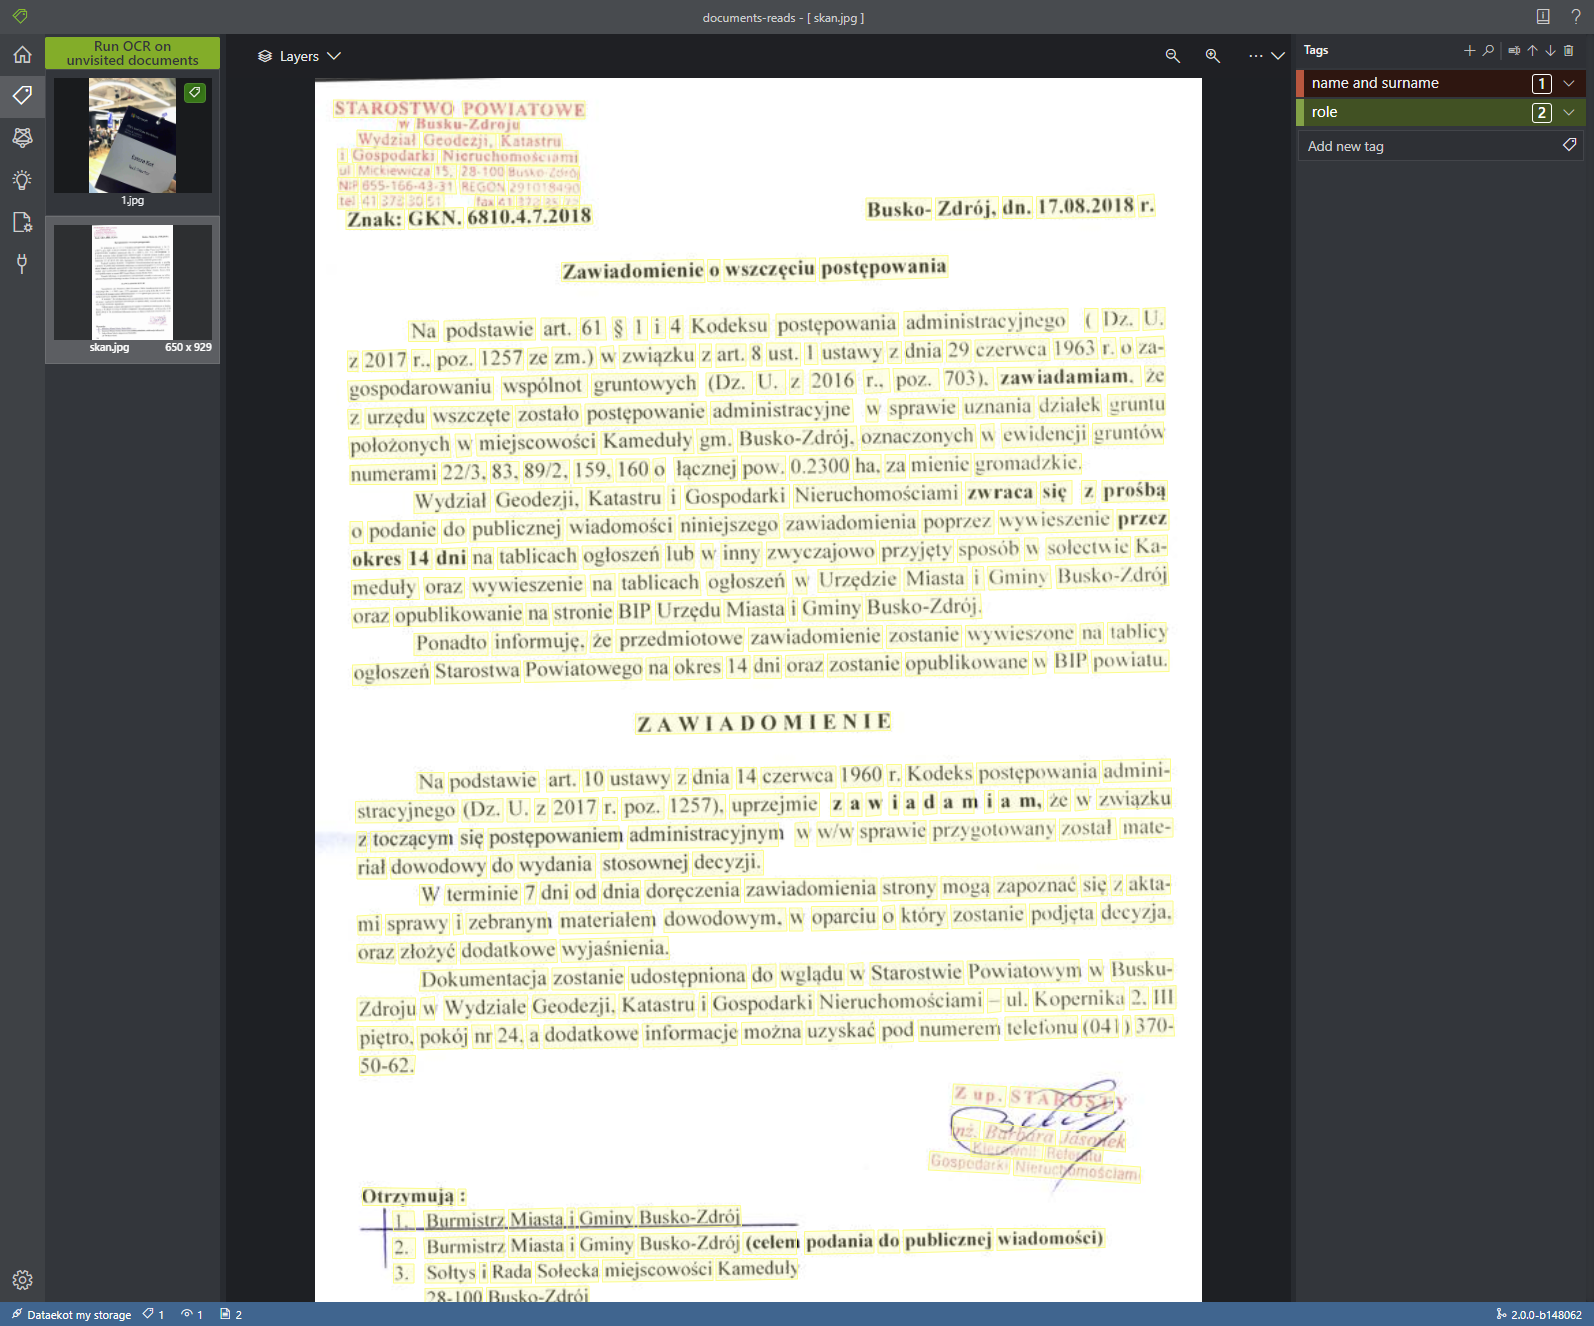 documents-reads - [ skan.jpg ]
Run OCR on
unvisited documents
1.jpg
skan.jpg 650 x 929
Layers
Tags
name and surname 1
role 2
Add new tag
STAROSTWO POWIATOWE
w Busku-Zdroju
Wydział Geodezji, Katastru
i Gospodarki Nieruchomościami
ul Mickiewicza 15, 28-100 Busko-Zdrój
NIP 655-166-43-31 REGON 291018490
tel 41 378 30 51 fax 41 378 35 72
Znak: GKN. 6810.4.7.2018
Busko- Zdrój, dn. 17.08.2018 r.
Zawiadomienie o wszczęciu postępowania
Na podstawie art. 61 § 1 i 4 Kodeksu postępowania administracyjnego ( Dz. U.
z 2017 r., poz. 1257 ze zm.) w związku z art. 8 ust. 1 ustawy z dnia 29 czerwca 1963 r. o za-
gospodarowaniu wspólnot gruntowych (Dz. U. z 2016 r., poz. 703), zawiadamiam, że
z urzędu wszczęte zostało postępowanie administracyjne w sprawie uznania działek gruntu
położonych w miejscowości Kameduły gm. Busko-Zdrój, oznaczonych w ewidencji gruntów
numerami 22/3, 83, 89/2, 159, 160 o łącznej pow. 0.2300 ha, za mienie gromadzkie.
Wydział Geodezji, Katastru i Gospodarki Nieruchomościami zwraca się z prośbą
o podanie do publicznej wiadomości niniejszego zawiadomienia poprzez wywieszenie przez
okres 14 dni na tablicach ogłoszeń lub w inny zwyczajowo przyjęty sposób w sołectwie Ka-
meduły oraz wywieszenie na tablicach ogłoszeń w Urzędzie Miasta i Gminy Busko-Zdrój
oraz opublikowanie na stronie BIP Urzędu Miasta i Gminy Busko-Zdrój.
Ponadto informuję, że przedmiotowe zawiadomienie zostanie wywieszone na tablicy
ogłoszeń Starostwa Powiatowego na okres 14 dni oraz zostanie opublikowane w BIP powiatu.
Z A W I A D O M I E N I E
Na podstawie art. 10 ustawy z dnia 14 czerwca 1960 r. Kodeks postępowania admini-
stracyjnego (Dz. U. z 2017 r. poz. 1257), uprzejmie z a w i a d a m i a m, że w związku
z toczącym się postępowaniem administracyjnym w w/w sprawie przygotowany został mate-
riał dowodowy do wydania stosownej decyzji.
W terminie 7 dni od dnia doręczenia zawiadomienia strony mogą zapoznać się z akta-
mi sprawy i zebranym materiałem dowodowym, w oparciu o który zostanie podjęta decyzja,
oraz złożyć dodatkowe wyjaśnienia.
Dokumentacja zostanie udostępniona do wglądu w Starostwie Powiatowym w Busku-
Zdroju w Wydziale Geodezji, Katastru i Gospodarki Nieruchomościami – ul. Kopernika 2, III
piętro, pokój nr 24, a dodatkowe informacje można uzyskać pod numerem telefonu (041) 370-
50-62.
Z up. STAROSTY
inż. Barbara Jasonek
Kierownik Referatu
Gospodarki Nieruchomościami
Otrzymują :
1. Burmistrz Miasta i Gminy Busko-Zdrój
2. Burmistrz Miasta i Gminy Busko-Zdrój (celem podania do publicznej wiadomości)
3. Sołtys i Rada Sołecka miejscowości Kameduły
28-100 Busko-Zdrój
Dataekot my storage 1 1 2
2.0.0-b148062